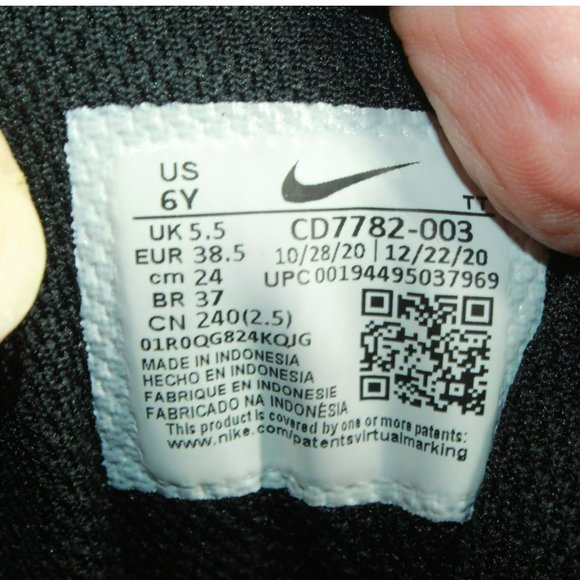 US
6Y
TT
UK 5.5
CD7782-003
EUR 38.5
10/28/20 | 12/22/20
cm 24
UPC 00194495037969
BR 37
CN 240(2.5)
01R0QG824KQJG
MADE IN INDONESIA
HECHO EN INDONESIA
FABRIQUE EN INDONESIE
FABRICADO NA INDONÉSIA
This product is covered by one or more patents:
www.nike.com/patentsvirtualmarking